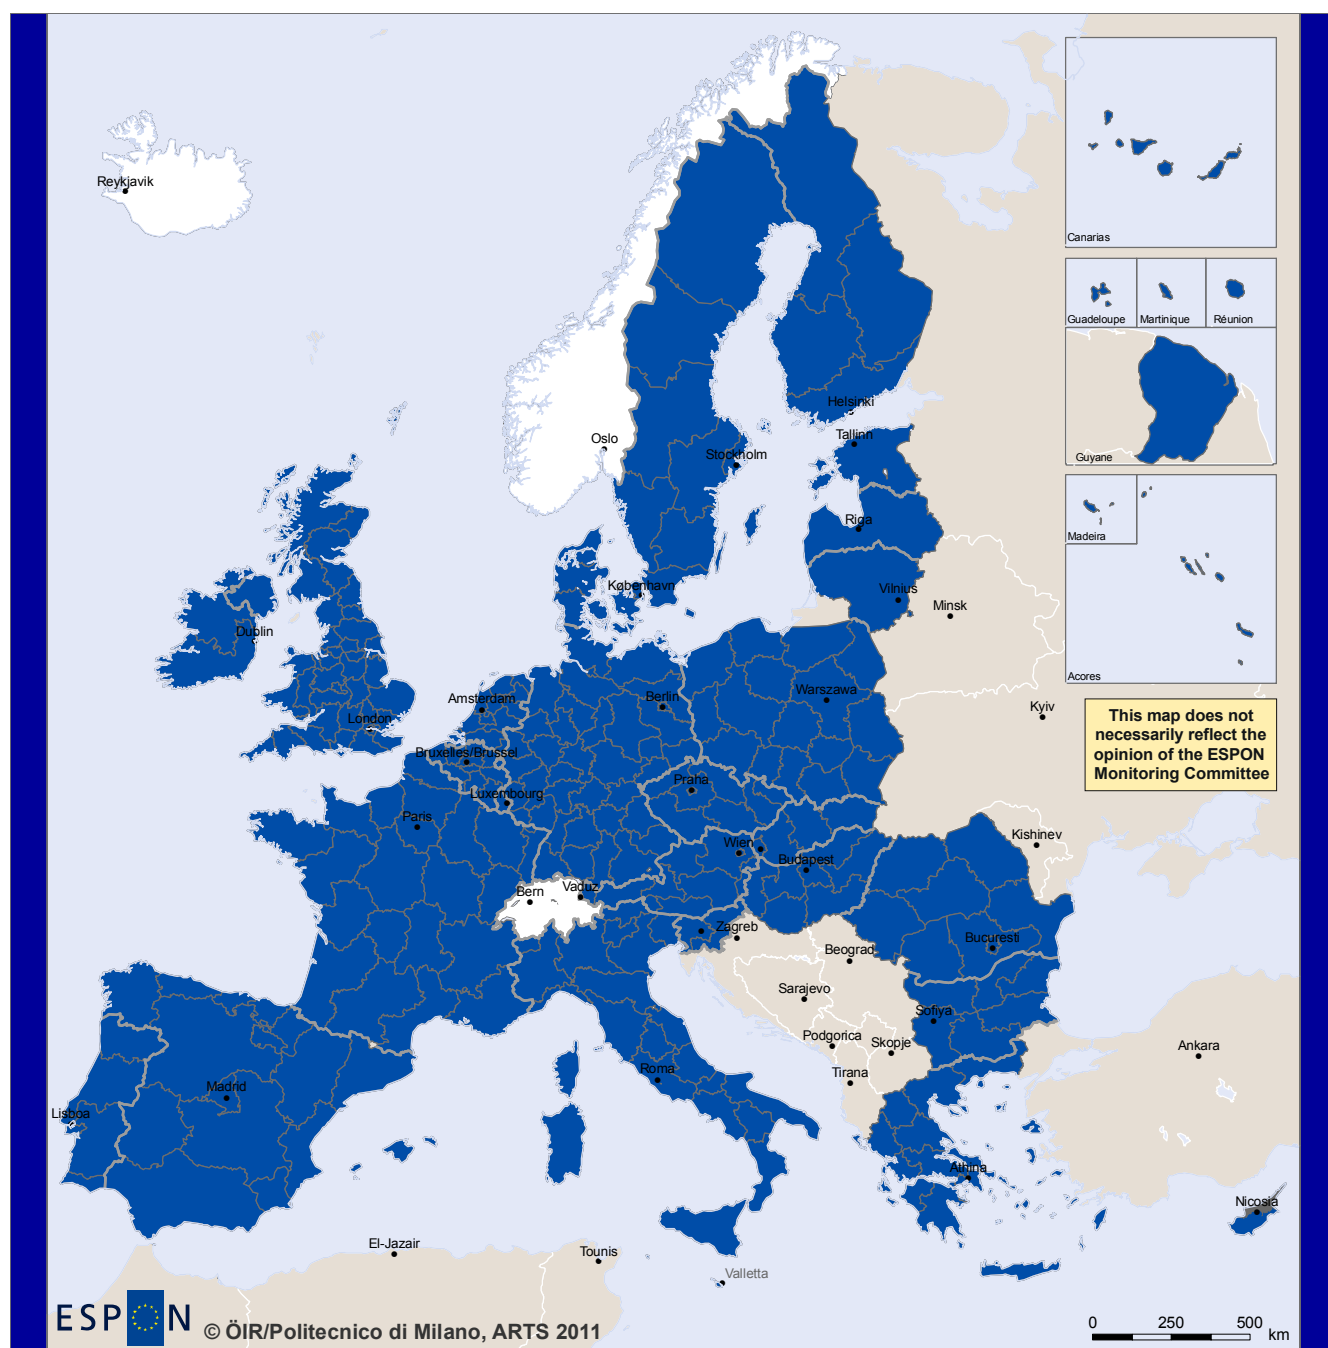 Reykjavik
Canarias
Guadeloupe
Martinique
Réunion
Guyane
Madeira
Acores
Helsinki
Tallinn
Oslo
Stockholm
Riga
København
Vilnius
Minsk
Dublin
Amsterdam
Berlin
Warszawa
Kyiv
London
This map does not
necessarily reflect the
opinion of the ESPON
Monitoring Committee
Bruxelles/Brussel
Praha
Luxembourg
Paris
Kishinev
Wien
Budapest
Bern
Vaduz
Zagreb
Beograd
Bucuresti
Sarajevo
Sofiya
Podgorica
Skopje
Ankara
Tirana
Roma
Madrid
Lisboa
Athina
Nicosia
El-Jazair
Tounis
Valletta
ESPON
© ÖIR/Politecnico di Milano, ARTS 2011
0 250 500
km